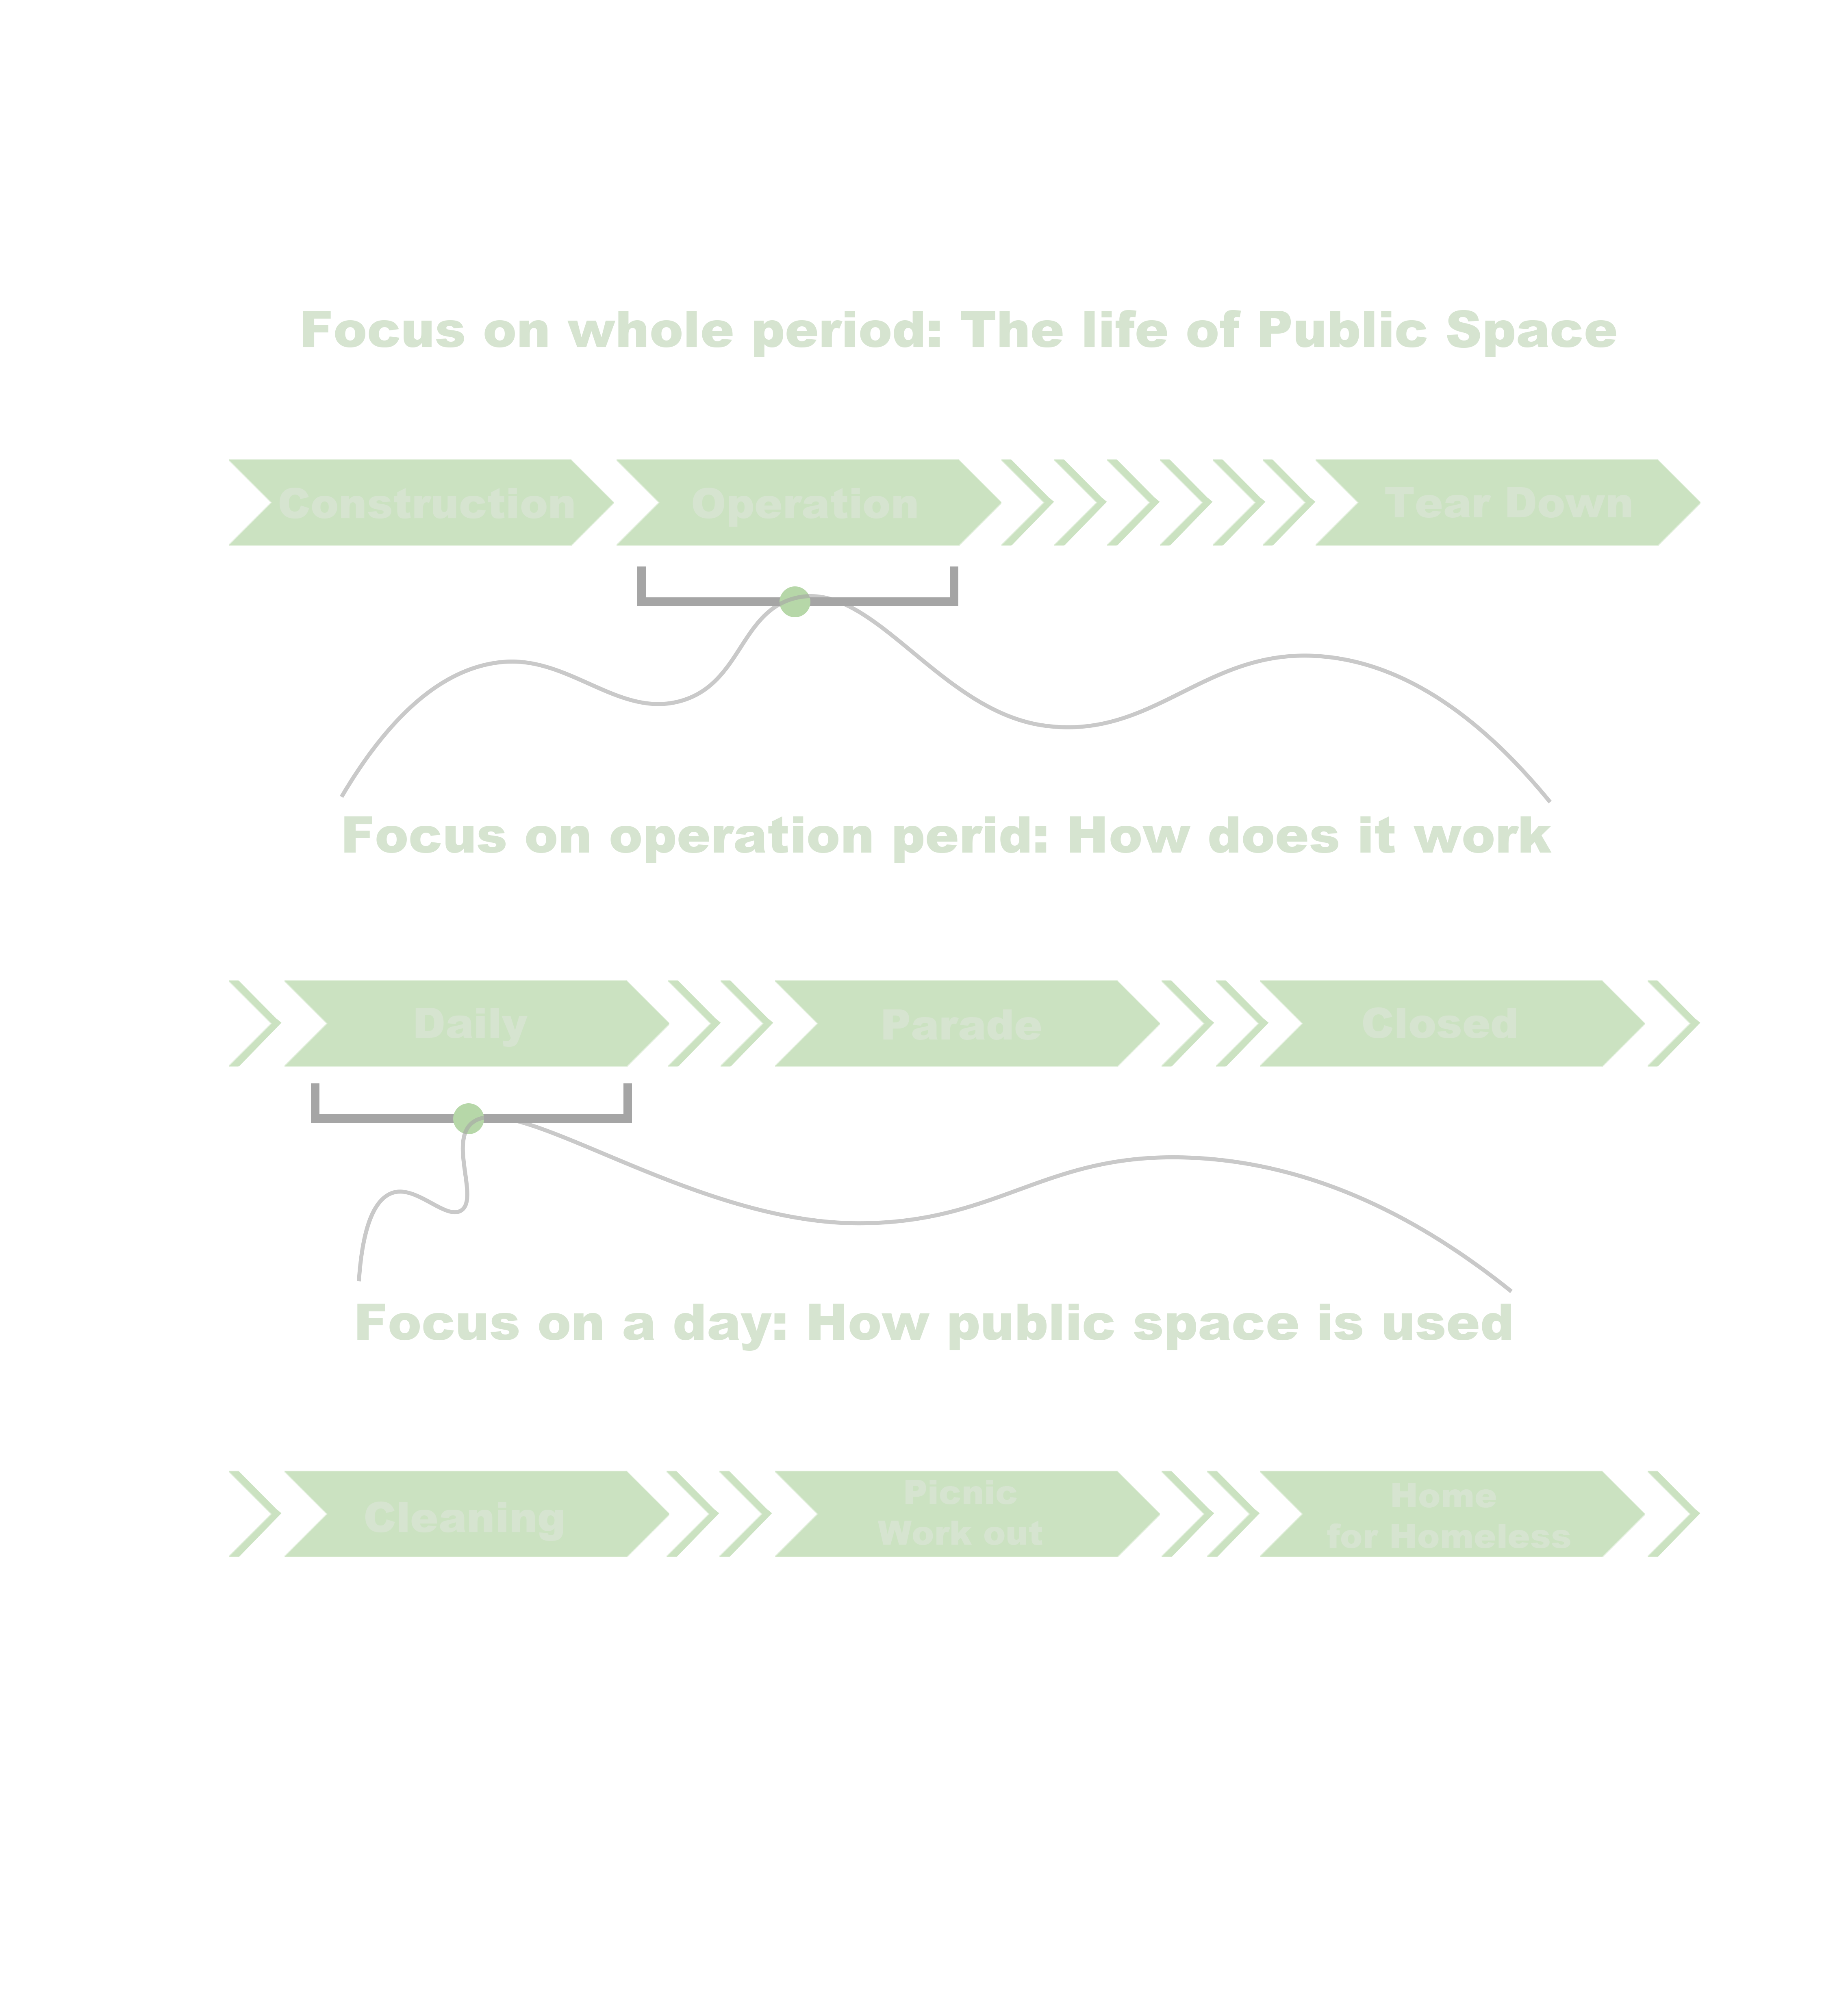 Focus on whole period: The life of Public Space
Construction
Operation
Tear Down
Focus on operation perid: How does it work
Daily
Parade
Closed
Focus on a day: How public space is used
Cleaning
Picnic
Work out
Home
for Homeless